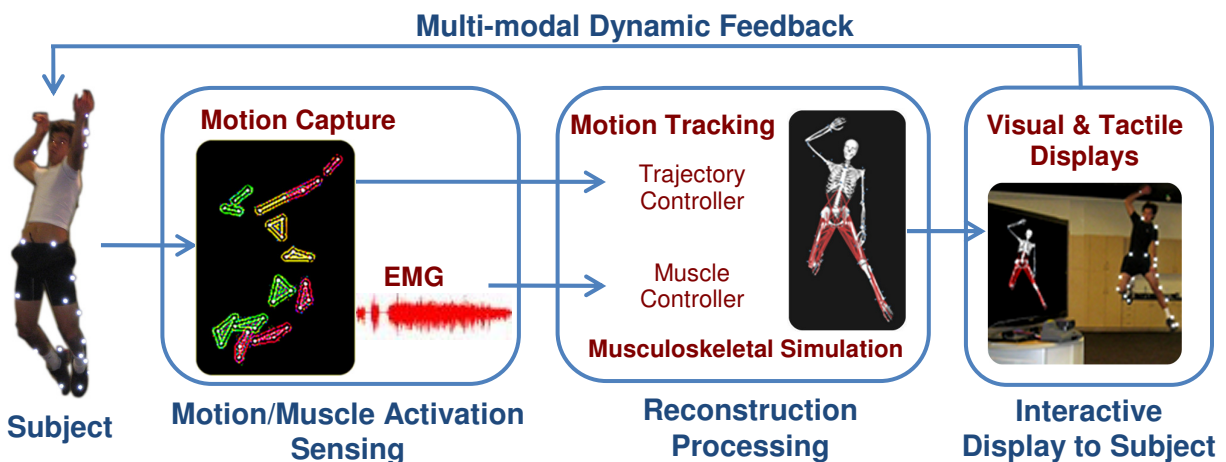 Multi-modal Dynamic Feedback
Motion Capture
EMG
Motion Tracking
Trajectory
Controller
Muscle
Controller
Musculoskeletal Simulation
Visual & Tactile
Displays
Subject
Motion/Muscle Activation
Sensing
Reconstruction
Processing
Interactive
Display to Subject